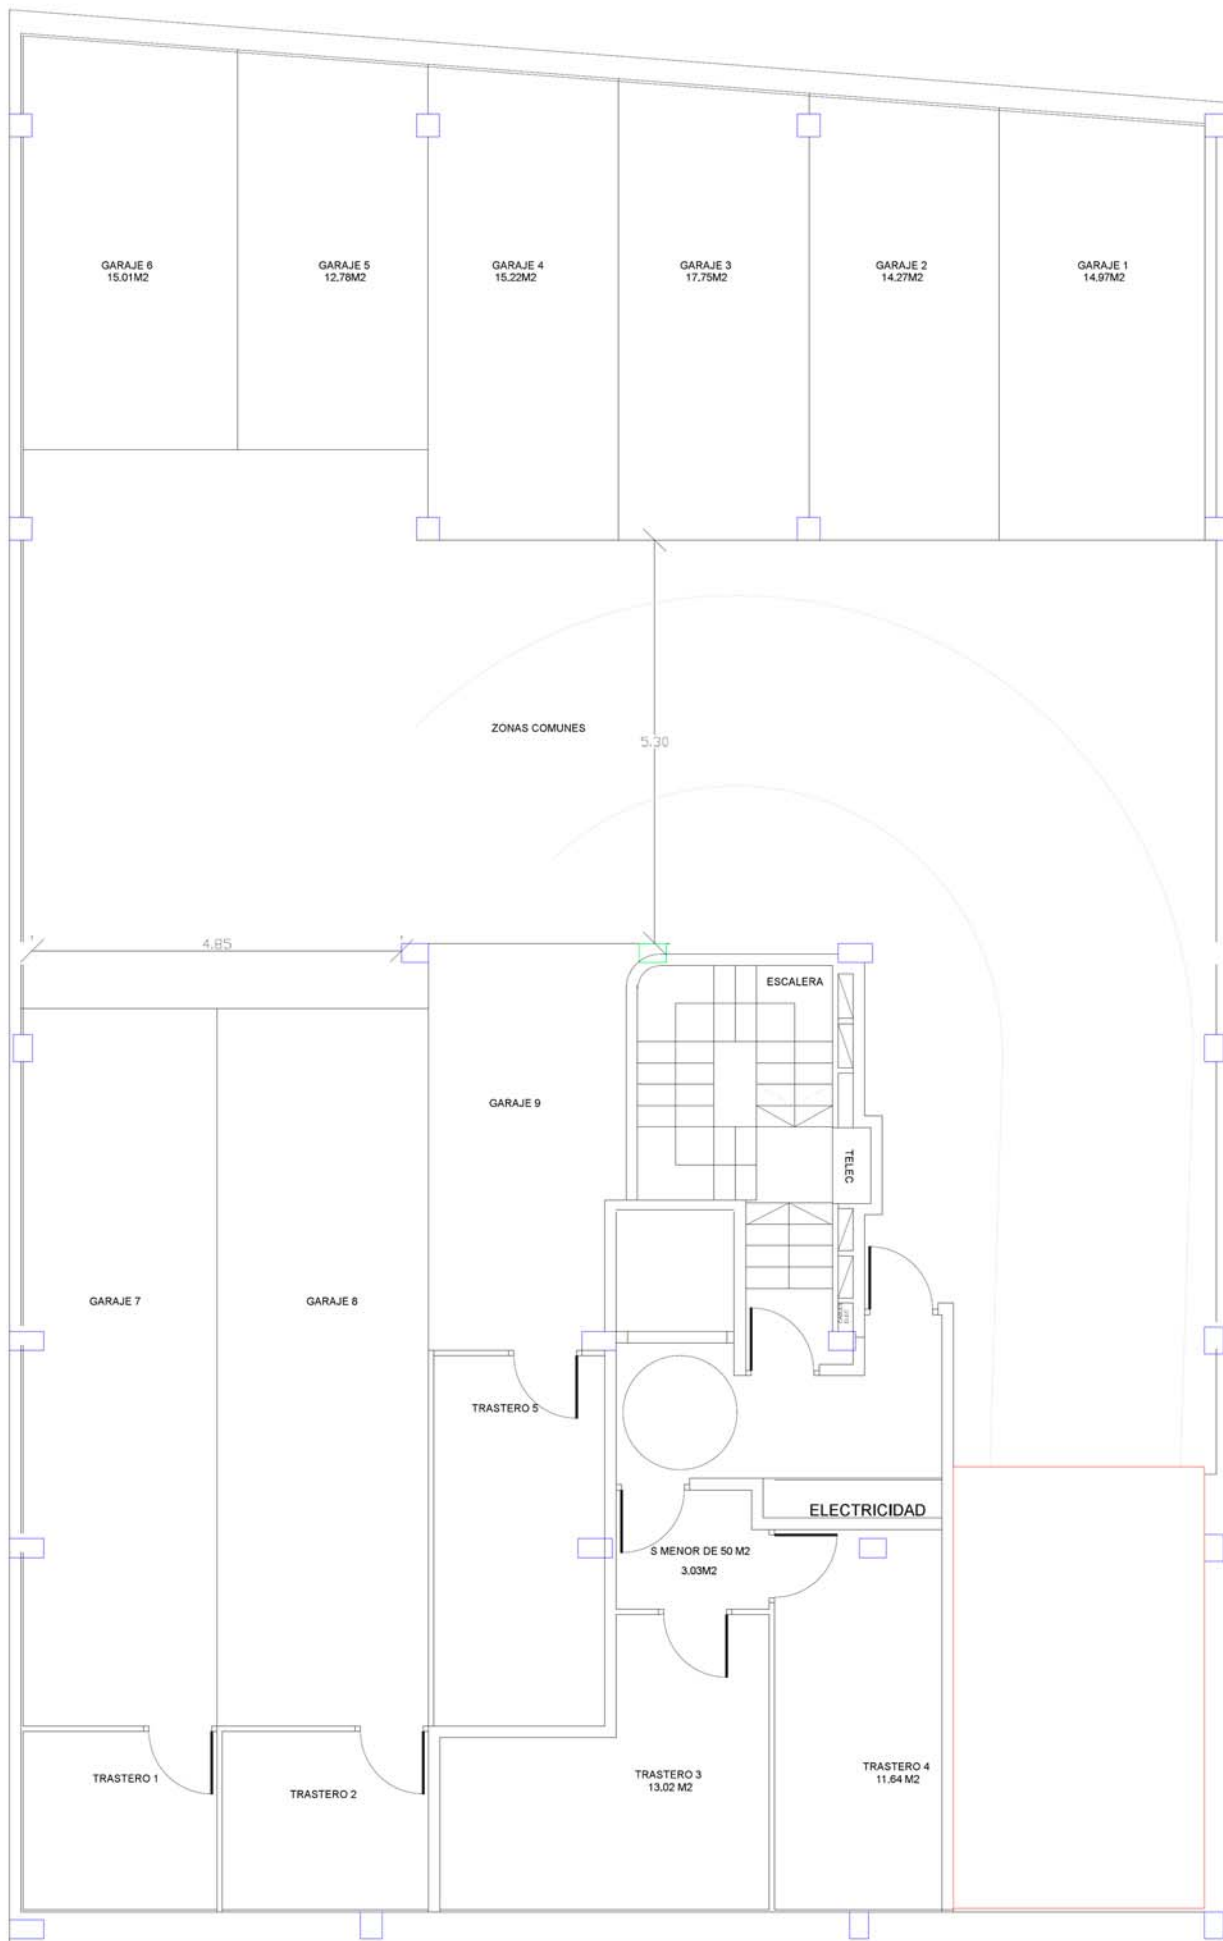 GARAJE 6
15.01M2
GARAJE 5
12.78M2
GARAJE 4
15.22M2
GARAJE 3
17.75M2
GARAJE 2
14.27M2
GARAJE 1
14.97M2
ZONAS COMUNES
5.30
4.85
ESCALERA
GARAJE 9
TELEC
GARAJE 7
GARAJE 8
TRASTERO 5
ELECTRICIDAD
S MENOR DE 50 M2
3.03M2
TRASTERO 1
TRASTERO 2
TRASTERO 3
13.02 M2
TRASTERO 4
11.64 M2